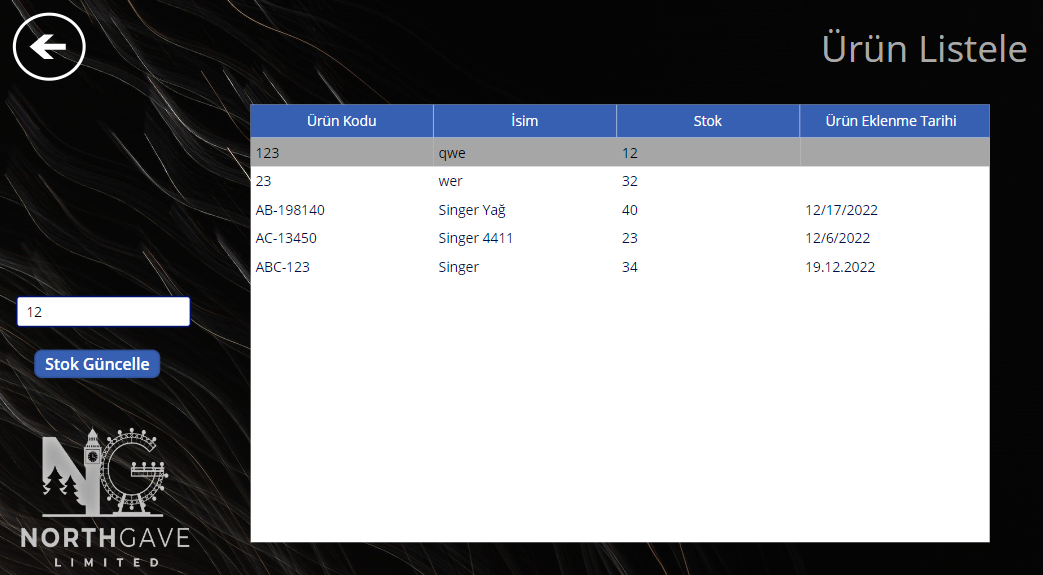 Ürün Listele
Ürün Kodu İsim Stok Ürün Eklenme Tarihi
123 qwe 12
23 wer 32
AB-198140 Singer Yağ 40 12/17/2022
AC-13450 Singer 4411 23 12/6/2022
ABC-123 Singer 34 19.12.2022
12
Stok Güncelle
NG
NORTHGAVE
LIMITED